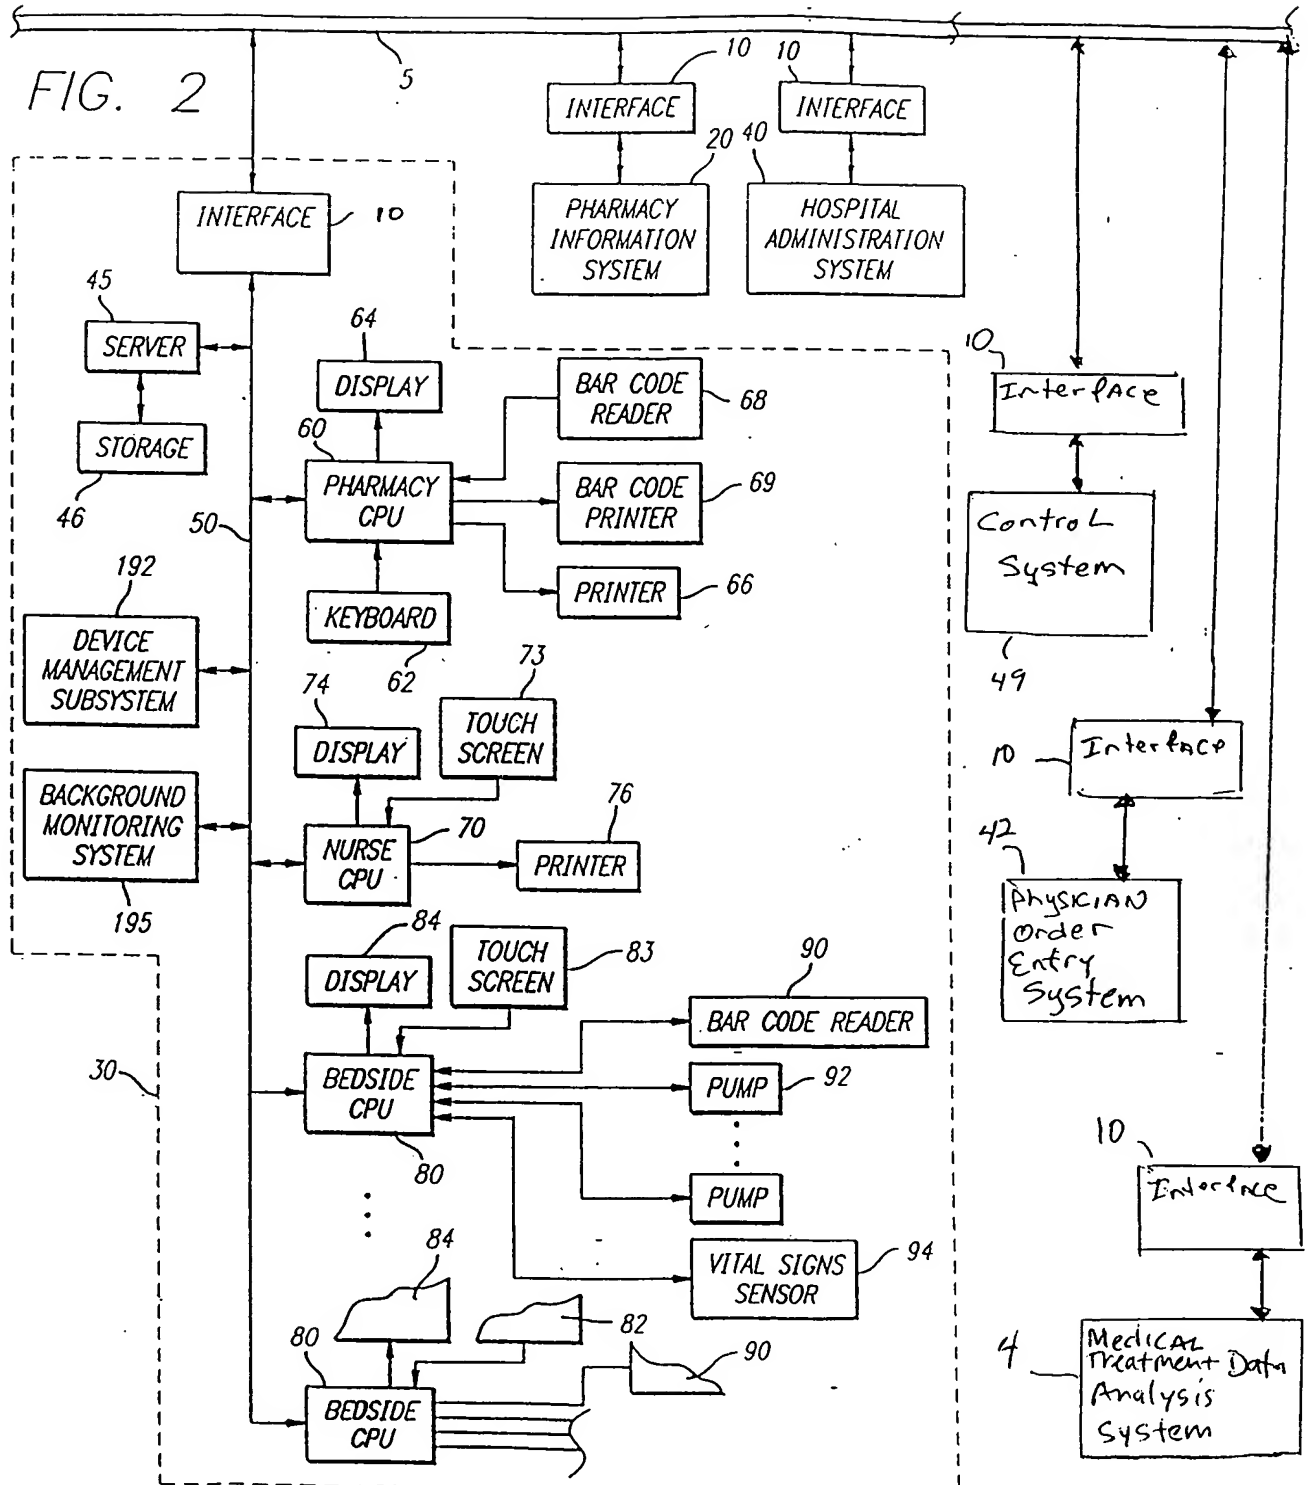 FIG. 2
5
10
INTERFACE
10
INTERFACE
20
PHARMACY
INFORMATION
SYSTEM
40
HOSPITAL
ADMINISTRATION
SYSTEM
INTERFACE
10
45
SERVER
STORAGE
46
64
DISPLAY
60
PHARMACY
CPU
BAR CODE
READER
68
BAR CODE
PRINTER
69
PRINTER
66
KEYBOARD
62
50
192
DEVICE
MANAGEMENT
SUBSYSTEM
BACKGROUND
MONITORING
SYSTEM
195
74
DISPLAY
73
TOUCH
SCREEN
NURSE
CPU
70
76
PRINTER
84
DISPLAY
TOUCH
SCREEN
83
90
BAR CODE READER
30
BEDSIDE
CPU
80
PUMP
92
PUMP
VITAL SIGNS
SENSOR
94
84
82
90
80
BEDSIDE
CPU
10
Interface
Control
System
49
10
Interface
42
Physician
Order
Entry
System
10
Interface
4
Medical
Treatment Data
Analysis
System